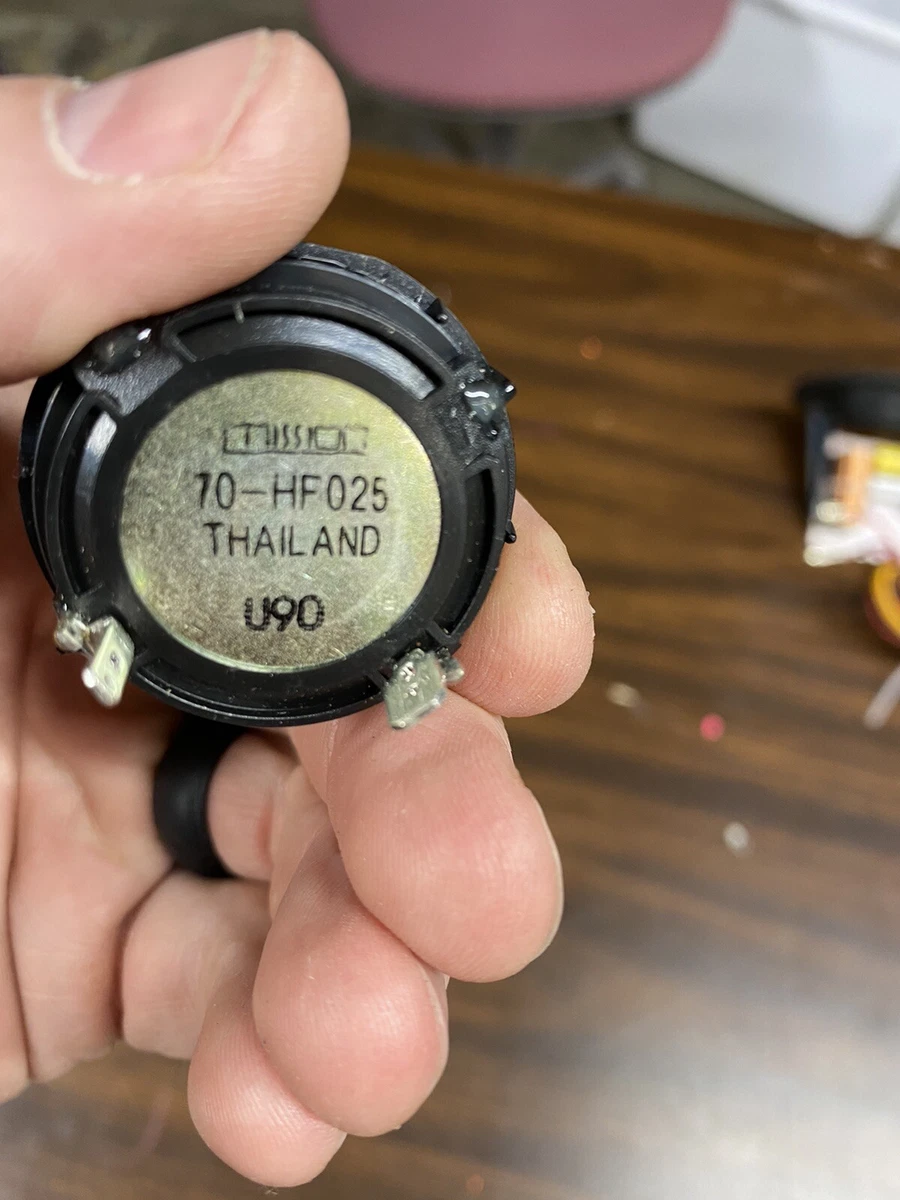 mission
70-HF025
THAILAND
U90